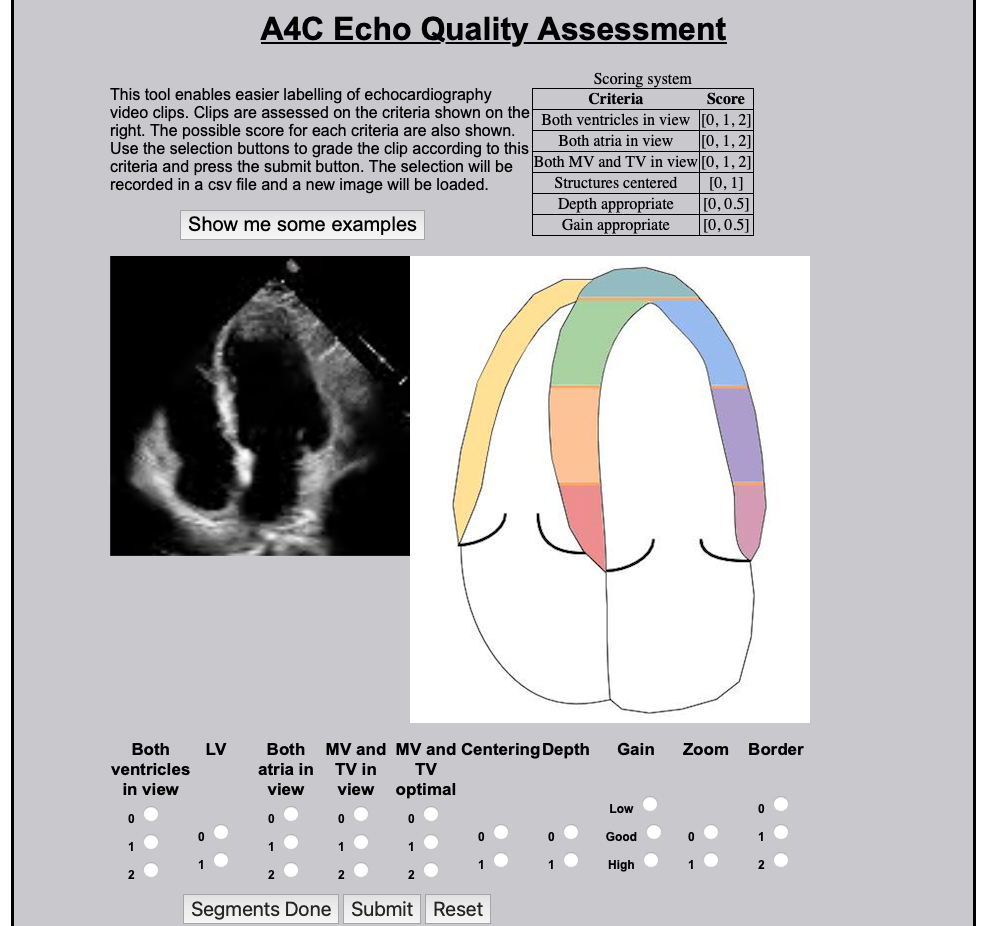 A4C Echo Quality Assessment
This tool enables easier labelling of echocardiography
video clips. Clips are assessed on the criteria shown on the
right. The possible score for each criteria are also shown.
Use the selection buttons to grade the clip according to this
criteria and press the submit button. The selection will be
recorded in a csv file and a new image will be loaded.
Show me some examples
Scoring system
Criteria Score
Both ventricles in view [0, 1, 2]
Both atria in view [0, 1, 2]
Both MV and TV in view [0, 1, 2]
Structures centered [0, 1]
Depth appropriate [0, 0.5]
Gain appropriate [0, 0.5]
Both LV Both MV and MV and Centering Depth Gain Zoom Border
ventricles atria in TV in TV
in view view view optimal
Low 0
0 0 0 0
0 0 0 Good 0 1
1 1 1 1
1 1 1 High 1 2
2 2 2 2
Segments Done Submit Reset